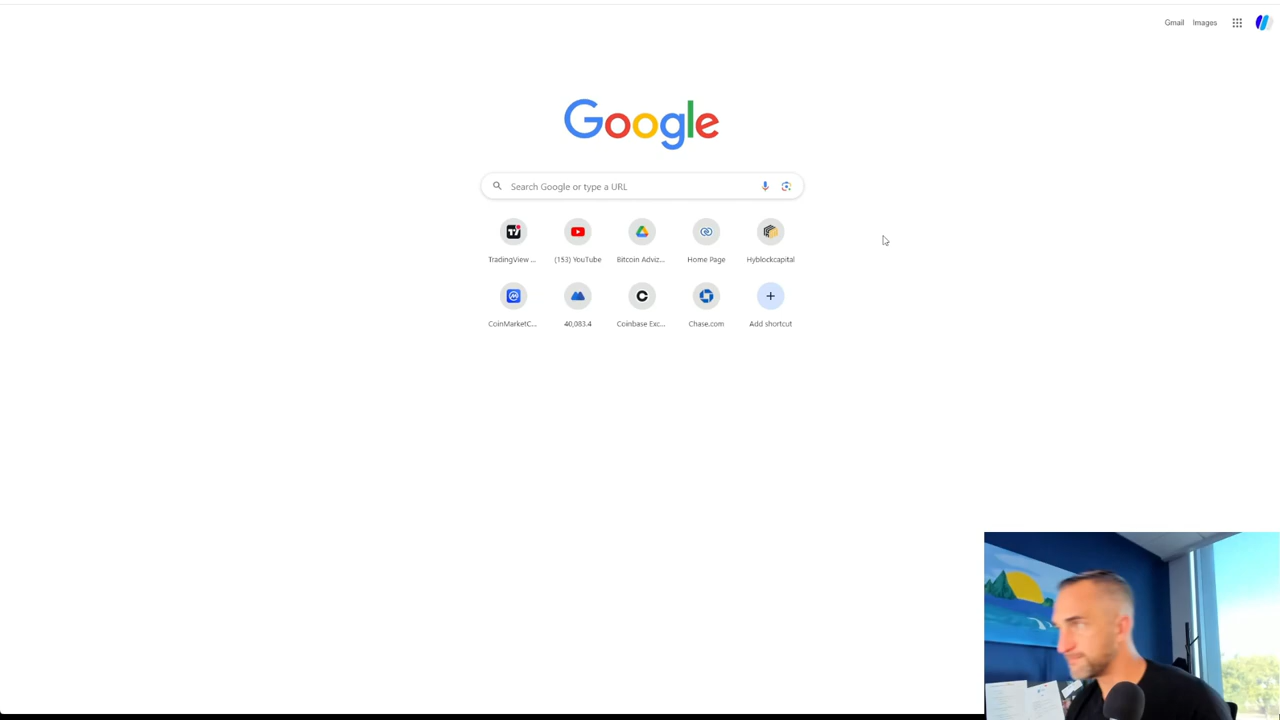 Gmail Images
Google
Search Google or type a URL
TradingView ... (153) YouTube Bitcoin Adviz... Home Page Hyblockcapital
CoinMarketC... 40,083.4 Coinbase Exc... Chase.com Add shortcut